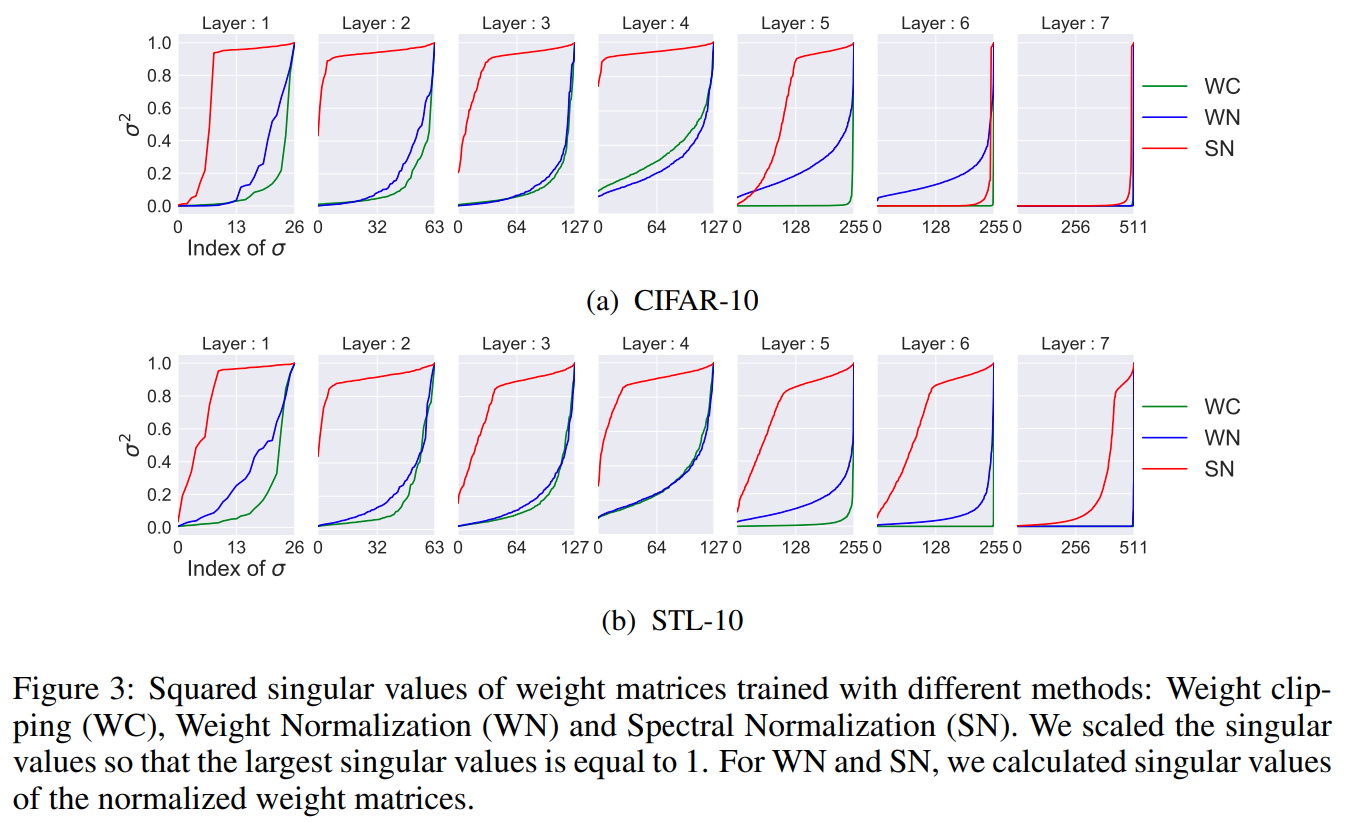 Layer : 1 Layer : 2 Layer : 3 Layer : 4 Layer : 5 Layer : 6 Layer : 7
1.0
0.8
0.6
0.4
0.2
0.0
σ²
WC
WN
SN
0 13 26 0 32 63 0 64 127 0 64 127 0 128 255 0 128 255 0 256 511
Index of σ
(a) CIFAR-10
Layer : 1 Layer : 2 Layer : 3 Layer : 4 Layer : 5 Layer : 6 Layer : 7
1.0
0.8
0.6
0.4
0.2
0.0
σ²
WC
WN
SN
0 13 26 0 32 63 0 64 127 0 64 127 0 128 255 0 128 255 0 256 511
Index of σ
(b) STL-10
Figure 3: Squared singular values of weight matrices trained with different methods: Weight clip-
ping (WC), Weight Normalization (WN) and Spectral Normalization (SN). We scaled the singular
values so that the largest singular values is equal to 1. For WN and SN, we calculated singular values
of the normalized weight matrices.